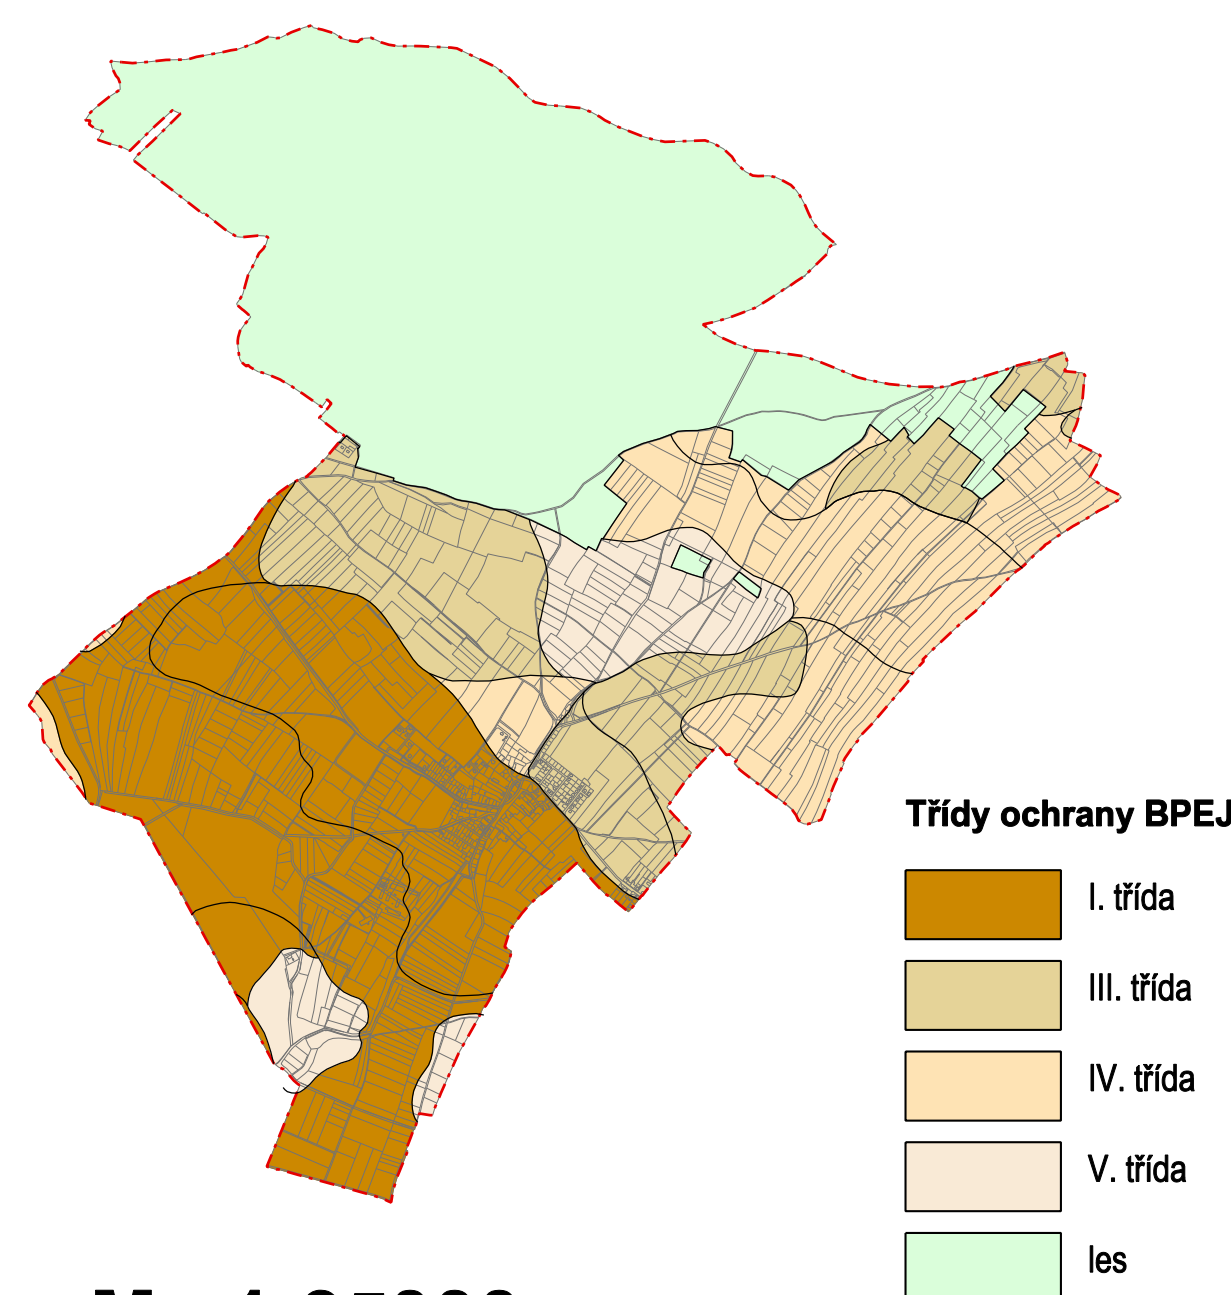 Třídy ochrany BPEJ
I. třída
III. třída
IV. třída
V. třída
les